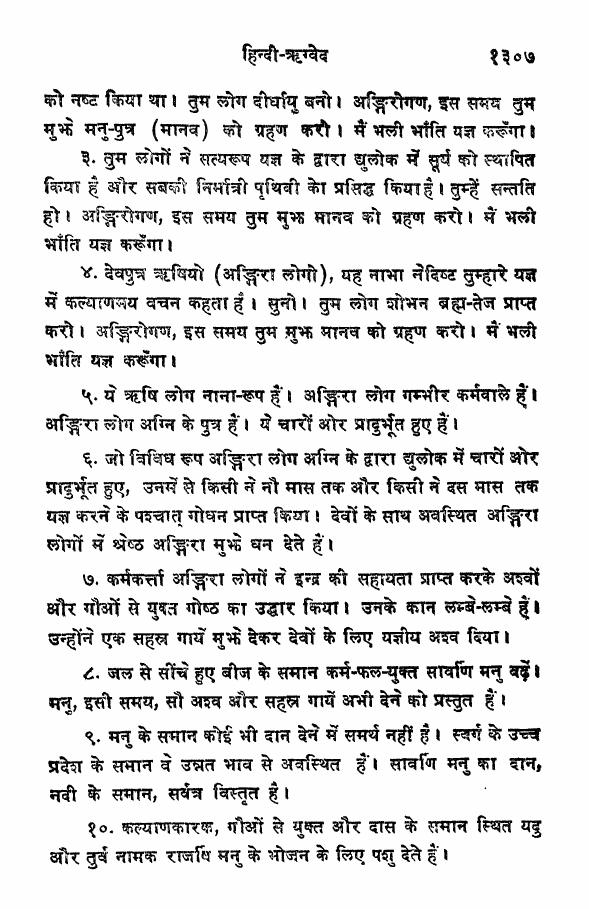 हिन्दी-ऋग्वेद १३०७
को नष्ट किया था। तुम लोग दीर्घायु बनो। अङ्गिरोगण, इस समय तुम
मुझे मनु-पुत्र (मानव) को ग्रहण करो। मैं भली भाँति यज्ञ करूँगा।
३. तुम लोगों ने सत्यरूप यज्ञ के द्वारा द्युलोक में सूर्य को स्थापित
किया है और सबकी निर्मात्री पृथिवी को प्रसिद्ध किया है। तुम्हें सन्तति
हो। अङ्गिरोगण, इस समय तुम मुझ मानव को ग्रहण करो। मैं भली
भाँति यज्ञ करूँगा।
४. देवपुत्र ऋषियो (अङ्गिरा लोगो), यह नाभा नेदिष्ट तुम्हारे यज्ञ
में कल्याणमय वचन कहता है। सुनो। तुम लोग शोभन ब्रह्म-तेज प्राप्त
करो। अङ्गिरोगण, इस समय तुम मुझ मानव को ग्रहण करो। मैं भली
भाँति यज्ञ करूँगा।
५. ये ऋषि लोग नाना-रूप हैं। अङ्गिरा लोग गम्भीर कर्मवाले हैं।
अङ्गिरा लोग अग्नि के पुत्र हैं। ये चारों ओर प्रादुर्भूत हुए हैं।
६. जो विविध रूप अङ्गिरा लोग अग्नि के द्वारा द्युलोक में चारों ओर
प्रादुर्भूत हुए, उनमें से किसी ने नौ मास तक और किसी ने दस मास तक
यज्ञ करने के पश्चात् गोधन प्राप्त किया। देवों के साथ अवस्थित अङ्गिरा
लोगों में श्रेष्ठ अङ्गिरा मुझे धन देते हैं।
७. कर्मकर्त्ता अङ्गिरा लोगों ने इन्द्र की सहायता प्राप्त करके अश्वों
और गौओं से युक्त गोष्ठ का उद्धार किया। उनके कान लम्बे-लम्बे हैं।
उन्होंने एक सहस्र गायें मुझे देकर देवों के लिए यज्ञीय अश्व दिया।
८. जल से सींचे हुए बीज के समान कर्म-फल-युक्त सावर्णि मनु बढ़ें।
मनु, इसी समय, सौ अश्व और सहस्र गायें अभी देने को प्रस्तुत हैं।
९. मनु के समान कोई भी दान देने में समर्थ नहीं है। स्वर्ग के उच्च
प्रदेश के समान वे उन्नत भाव से अवस्थित हैं। सावर्णि मनु का दान,
नदी के समान, सर्वत्र विस्तृत है।
१०. कल्याणकारक, गौओं से युक्त और दास के समान स्थित यदु
और तुर्व नामक राजर्षि मनु के भोजन के लिए पशु देते हैं।